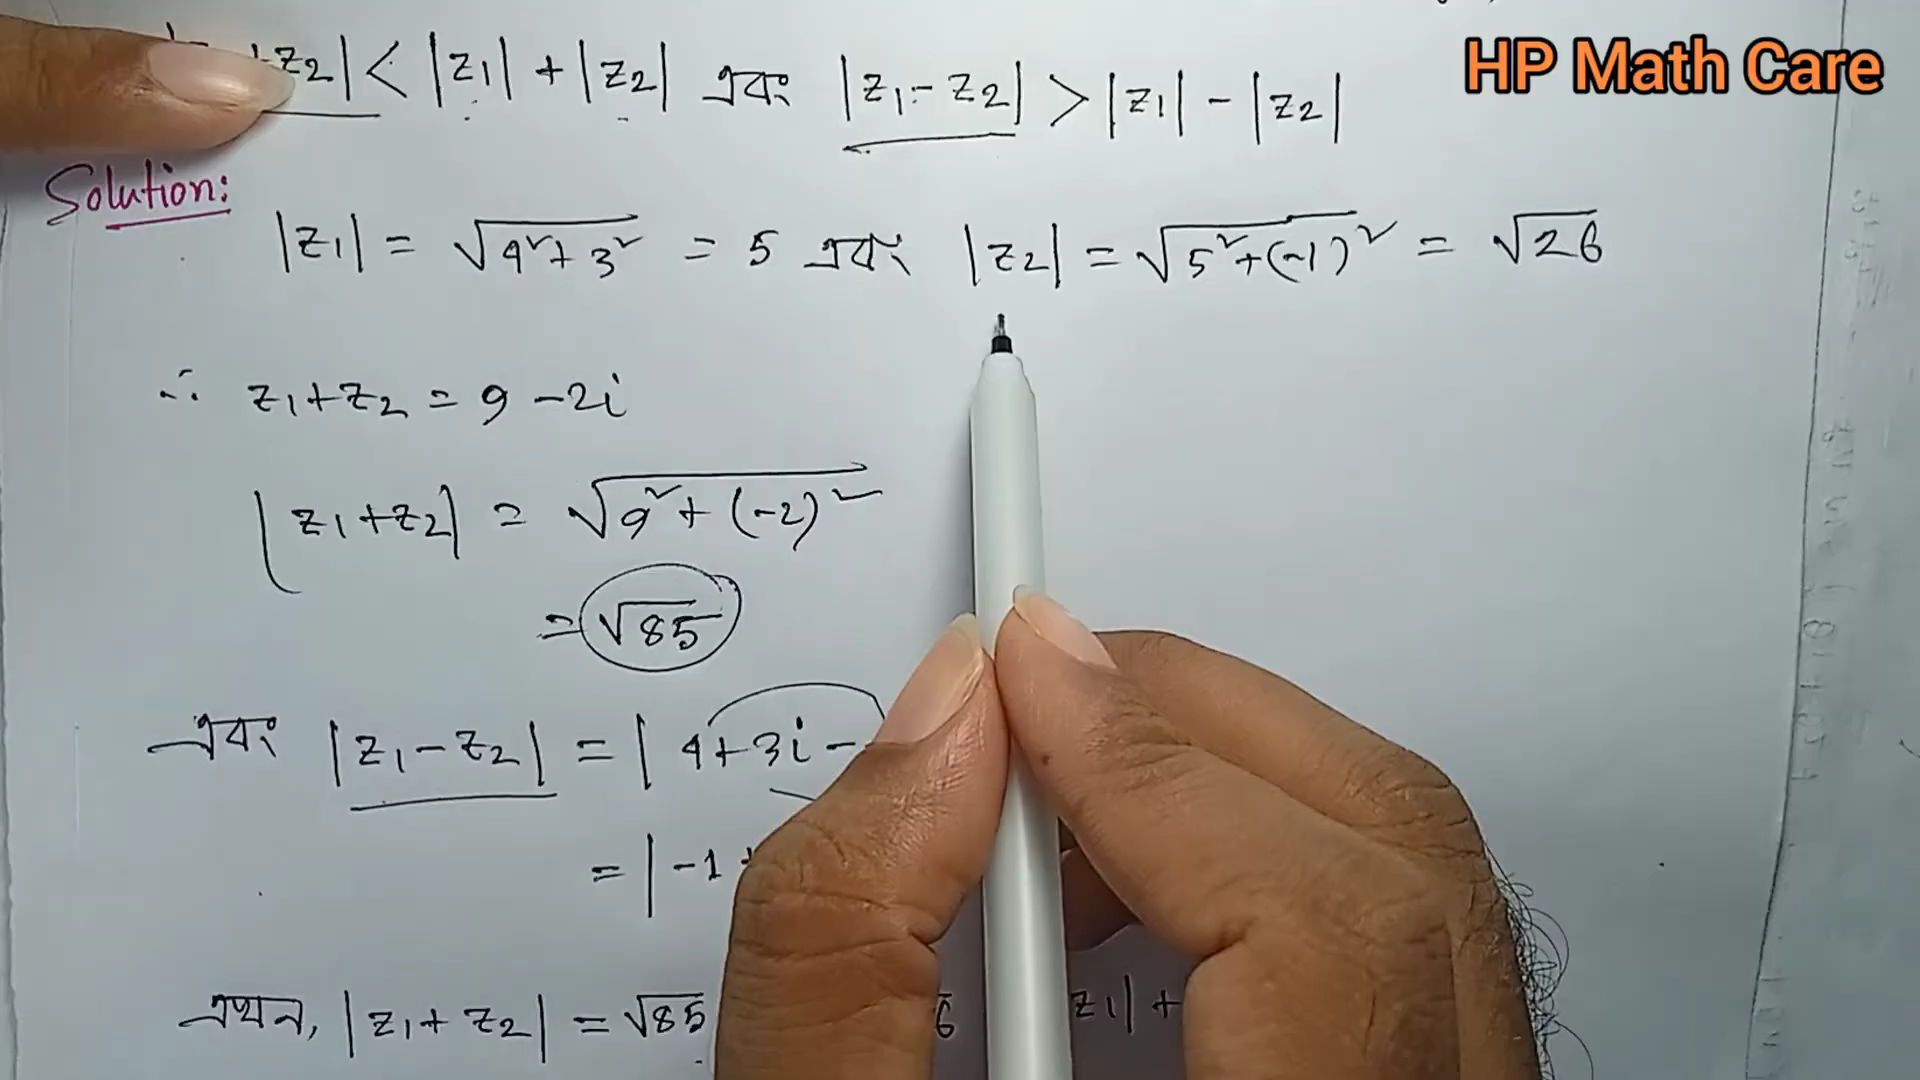 HP Math Care
+z₂| < |z₁| + |z₂| এবং |z₁ - z₂| > |z₁| - |z₂|
Solution:
|z₁| = √4² + 3² = 5 এবং |z₂| = √5² + (-1)² = √26
∴ z₁ + z₂ = 9 - 2i
|z₁ + z₂| = √9² + (-2)²
= √85
এবং |z₁ - z₂| = | 4 + 3i -
= | -1
এখন, |z₁ + z₂| = √85 6 z₁| +